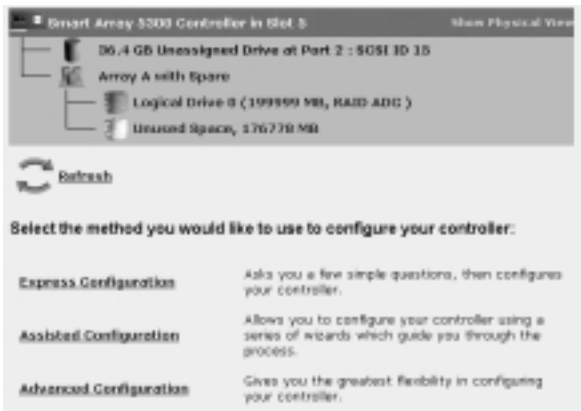 Smart Array 5300 Controller in Slot 5
Show Physical View
36.4 GB Unassigned Drive at Port 2 : SCSI ID 15
Array A with Spare
Logical Drive 0 (199999 MB, RAID ADG )
Unused Space, 176778 MB
Refresh
Select the method you would like to use to configure your controller:
Express Configuration
Asks you a few simple questions, then configures
your controller.
Assisted Configuration
Allows you to configure your controller using a
series of wizards which guide you through the
process.
Advanced Configuration
Gives you the greatest flexibility in configuring
your controller.